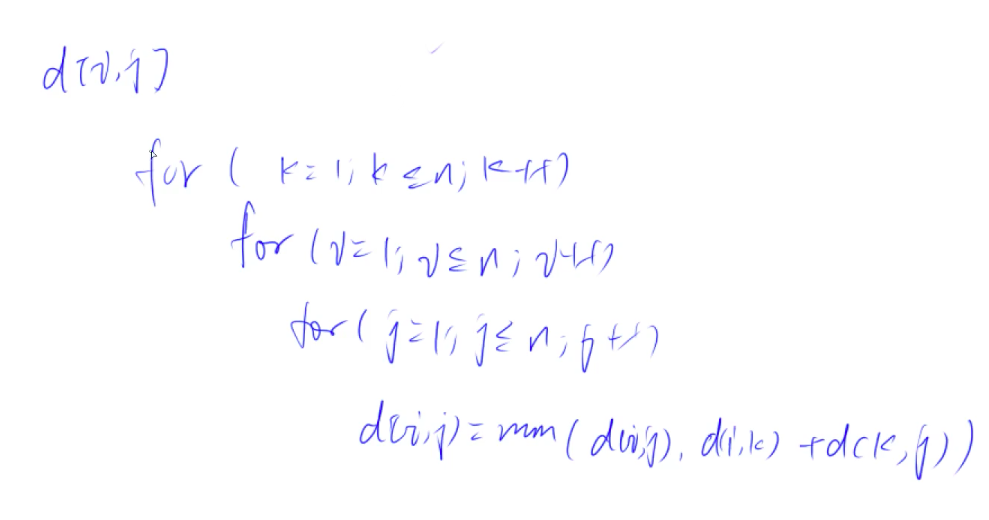 d[i,j]
for ( k=1; k≤n; k++)
for (i=1; i≤n; i++)
for( j=1; j≤n; j++)
d(i,j)=min( d(i,j), d(i,k) +d(k,j))